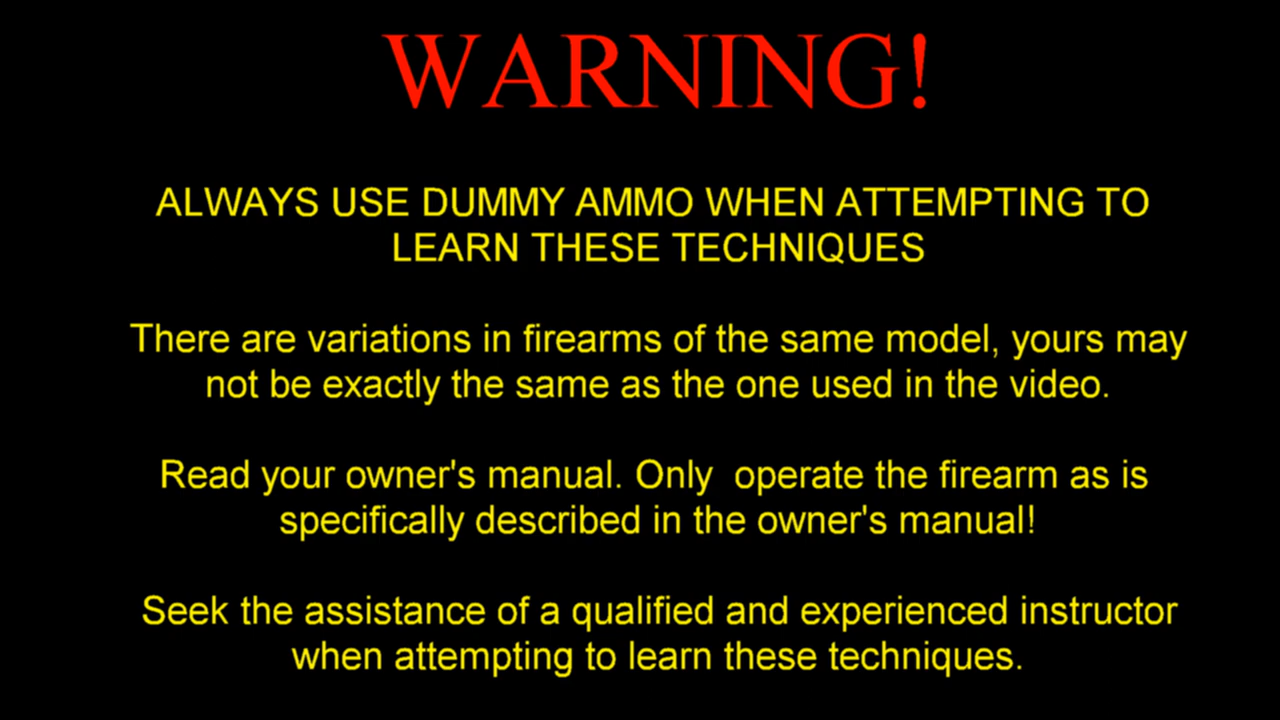 WARNING!
ALWAYS USE DUMMY AMMO WHEN ATTEMPTING TO
LEARN THESE TECHNIQUES
There are variations in firearms of the same model, yours may
not be exactly the same as the one used in the video.
Read your owner's manual. Only  operate the firearm as is
specifically described in the owner's manual!
Seek the assistance of a qualified and experienced instructor
when attempting to learn these techniques.